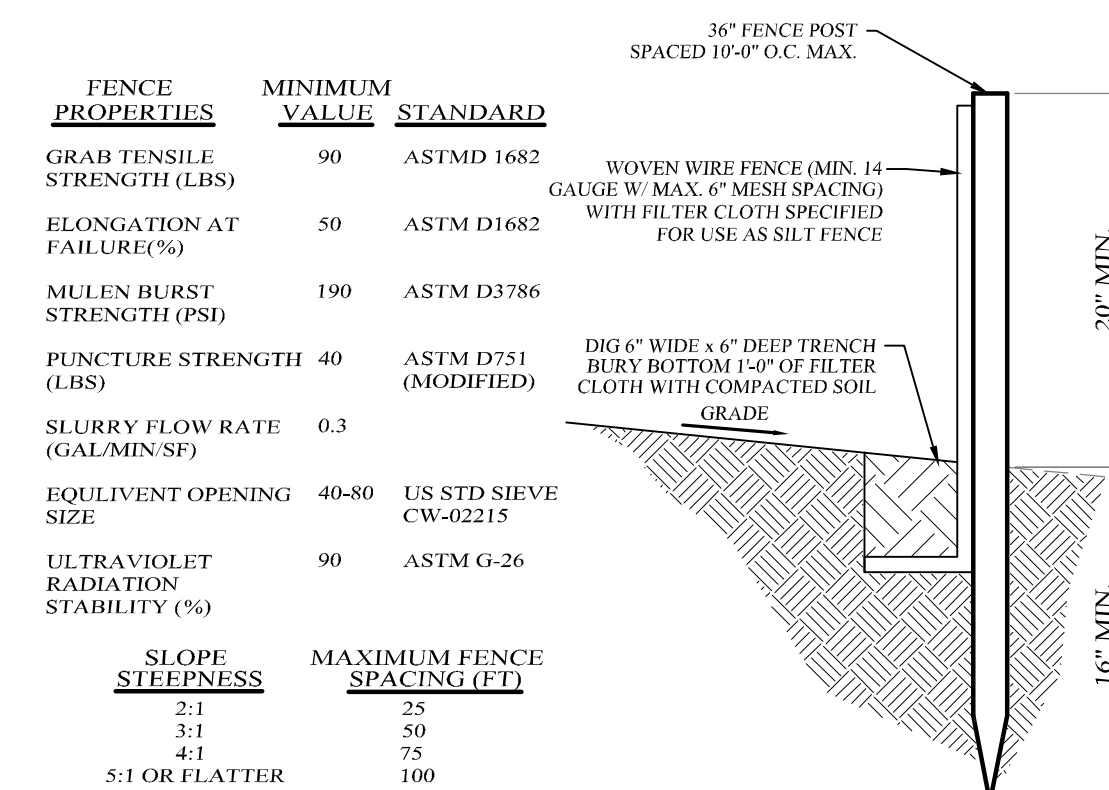 FENCE PROPERTIES MINIMUM VALUE STANDARD
GRAB TENSILE 90 ASTMD 1682
STRENGTH (LBS)
ELONGATION AT 50 ASTM D1682
FAILURE(%)
MULEN BURST 190 ASTM D3786
STRENGTH (PSI)
PUNCTURE STRENGTH 40 ASTM D751
(LBS) (MODIFIED)
SLURRY FLOW RATE 0.3
(GAL/MIN/SF)
EQULIVENT OPENING 40-80 US STD SIEVE
SIZE CW-02215
ULTRAVIOLET 90 ASTM G-26
RADIATION
STABILITY (%)
SLOPE MAXIMUM FENCE
STEEPNESS SPACING (FT)
2:1 25
3:1 50
4:1 75
5:1 OR FLATTER 100
36" FENCE POST
SPACED 10'-0" O.C. MAX.
WOVEN WIRE FENCE (MIN. 14
GAUGE W/ MAX. 6" MESH SPACING)
WITH FILTER CLOTH SPECIFIED
FOR USE AS SILT FENCE
DIG 6" WIDE x 6" DEEP TRENCH
BURY BOTTOM 1'-0" OF FILTER
CLOTH WITH COMPACTED SOIL
GRADE
20" MIN.
16" MIN.